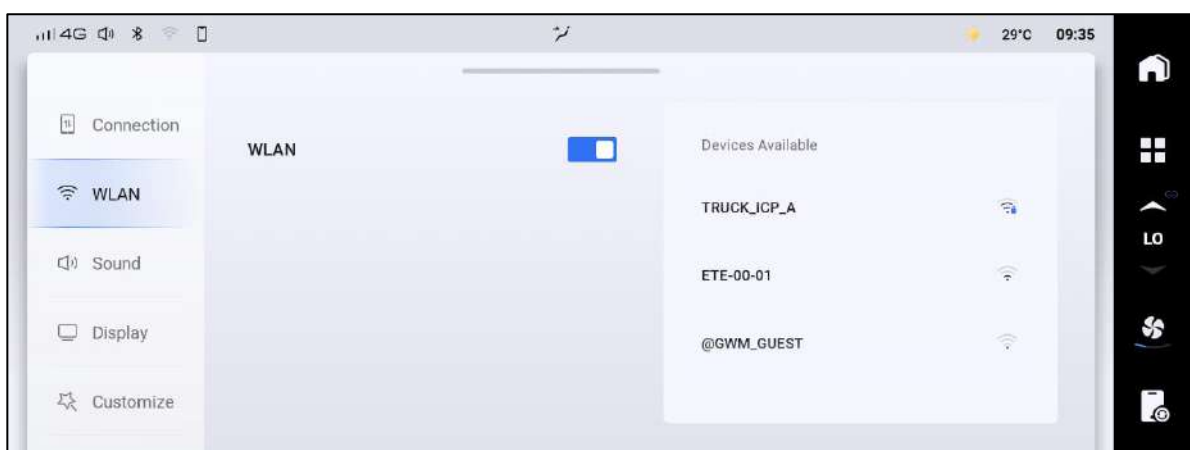 4G
29°C 09:35
Connection
WLAN
Sound
Display
Customize
WLAN
Devices Available
TRUCK_ICP_A
ETE-00-01
@GWM_GUEST
LO